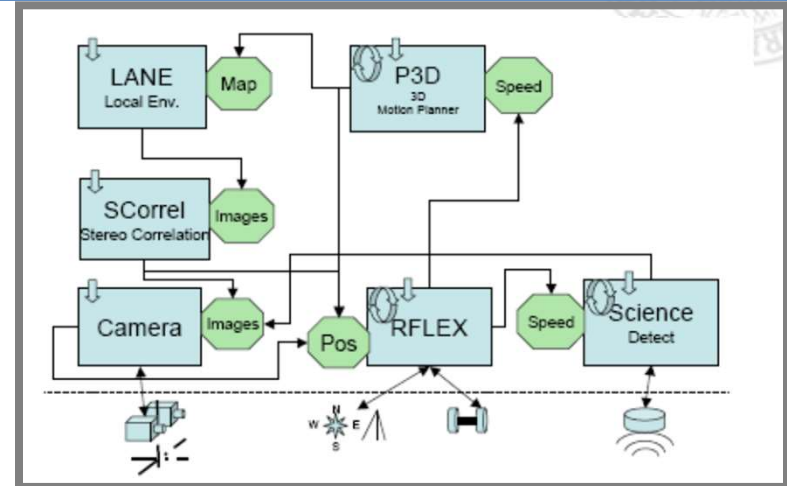 LANE
Local Env.
Map
P3D
3D
Motion Planner
Speed
SCorrel
Stereo Correlation
Images
Camera
Images
Pos
RFLEX
Speed
Science
Detect
N
W
E
S